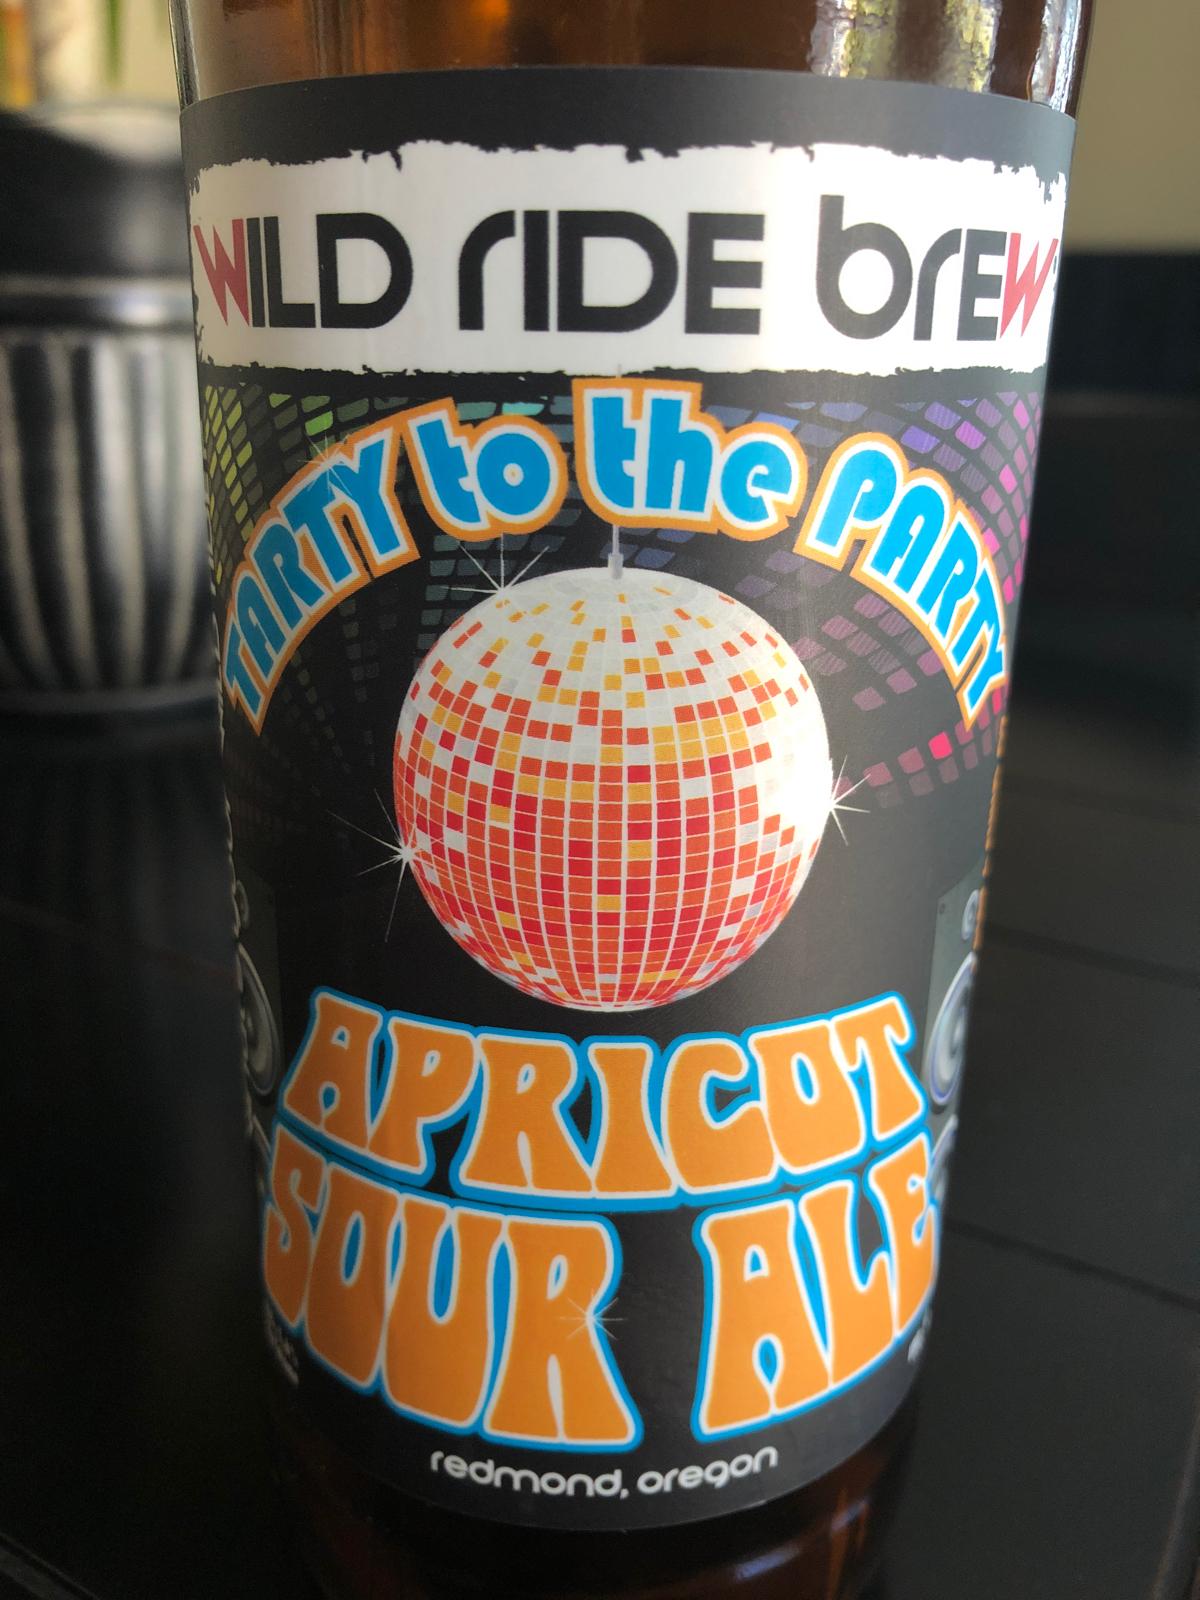 WILD RIDE BREW
TARTY to the PARTY
APRICOT
SOUR ALE
redmond, oregon